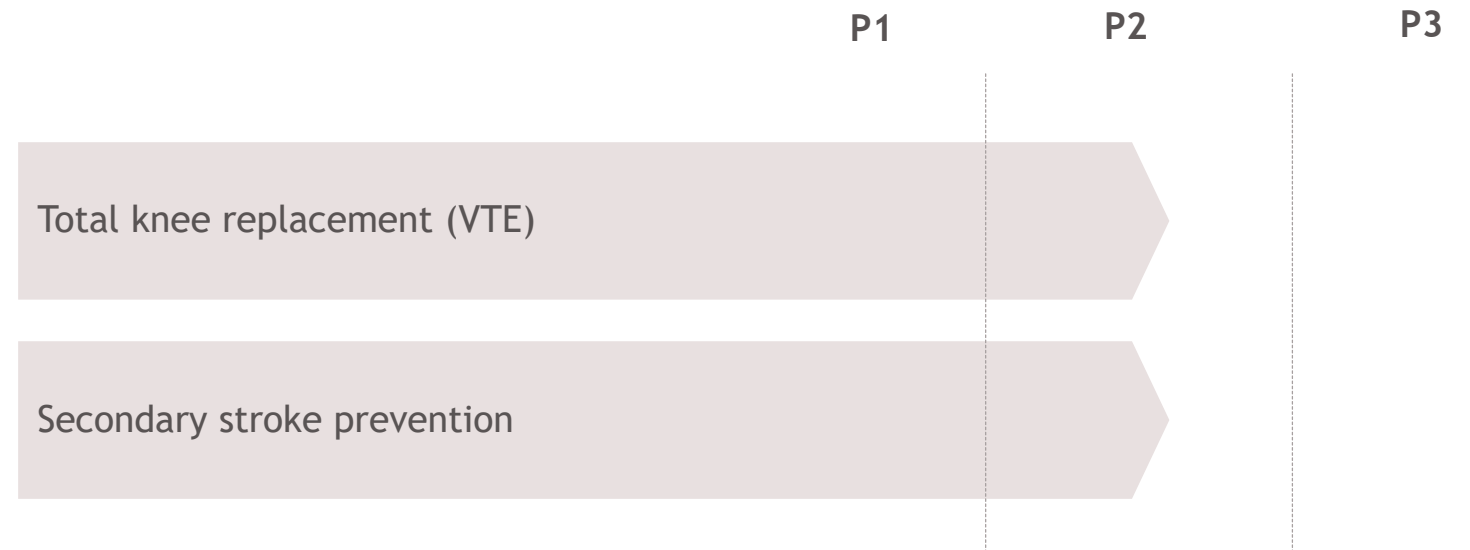 P1 P2 P3
Total knee replacement (VTE)
Secondary stroke prevention